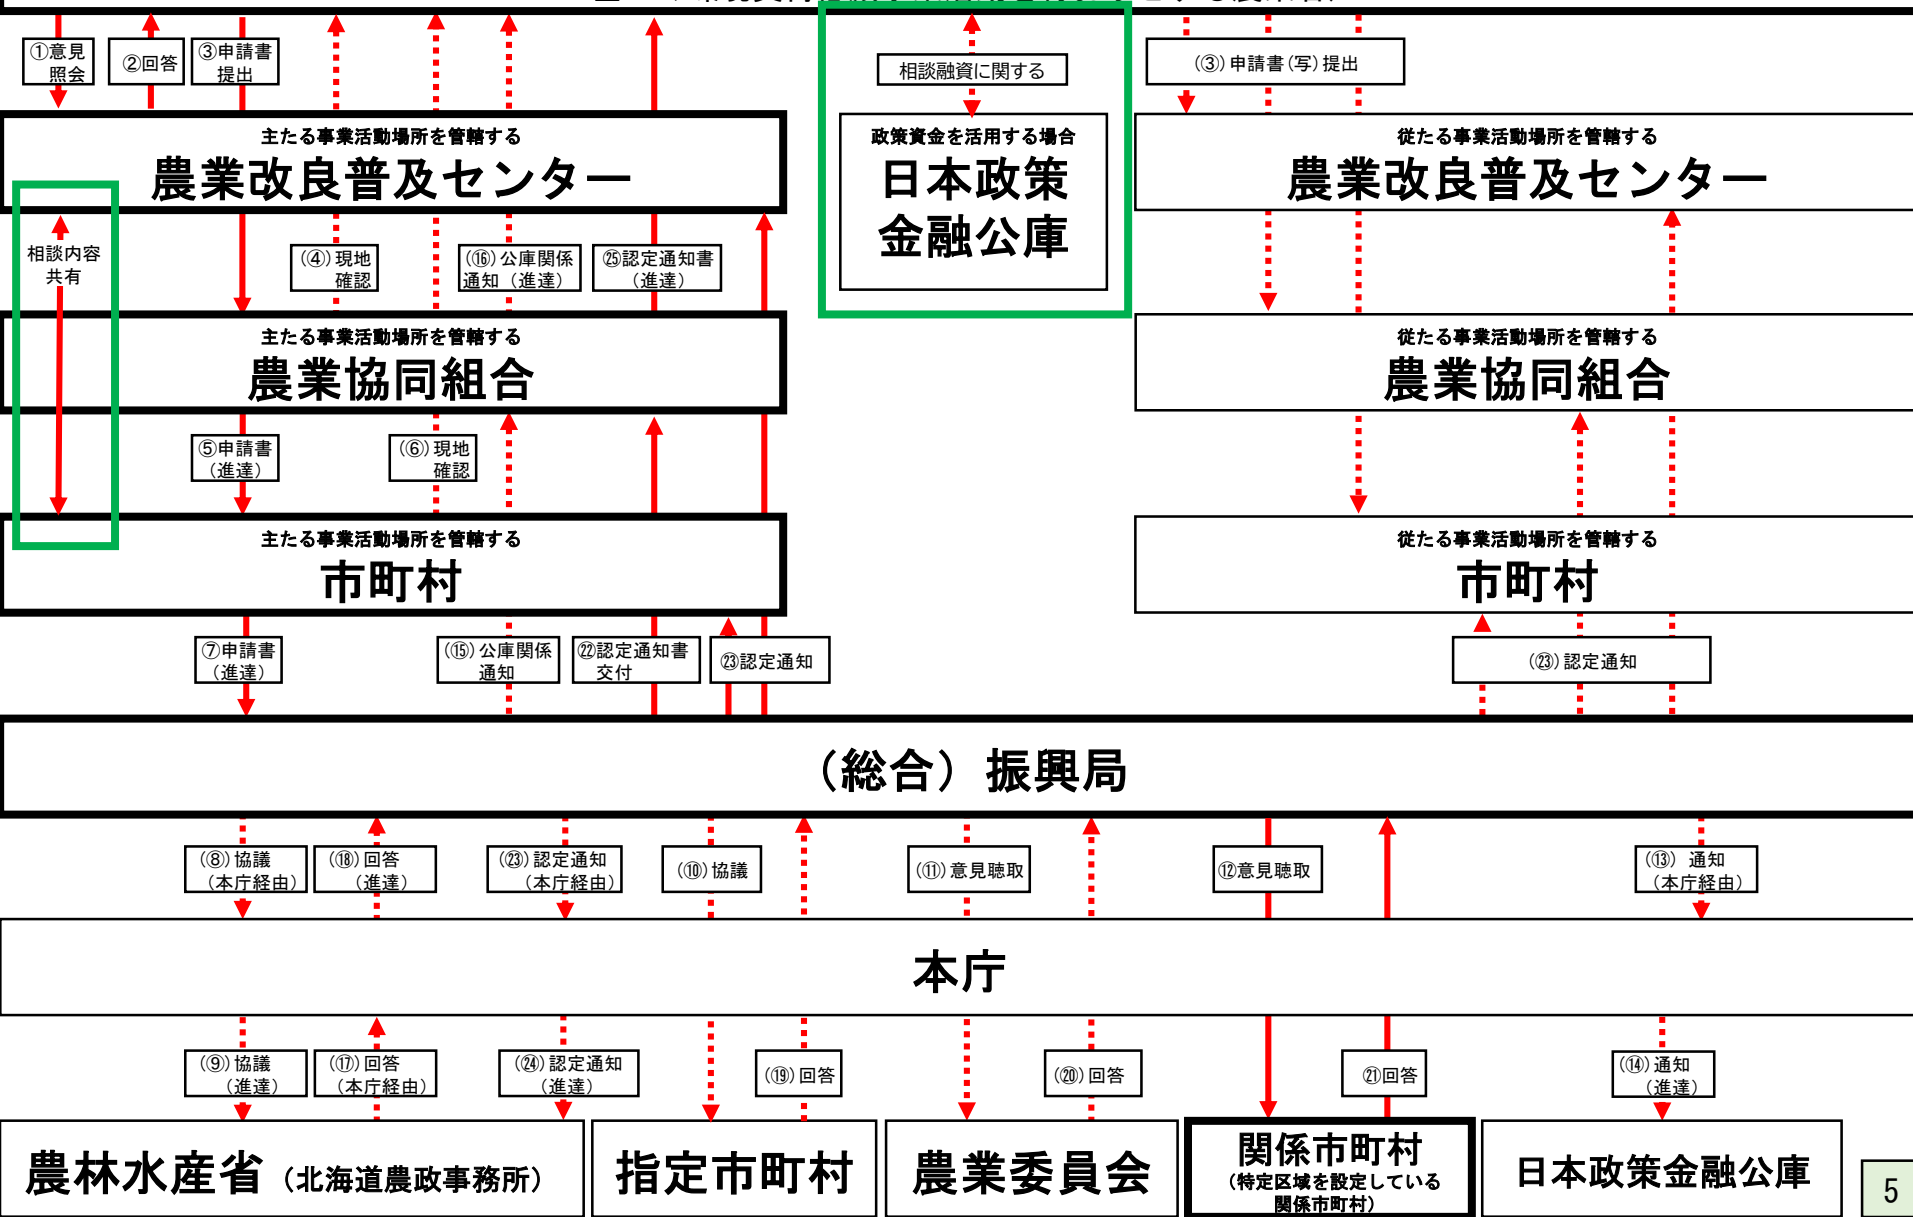 ①意見
照会
②回答
③申請書
提出
相談融資に関する
(③)申請書(写)提出
主たる事業活動場所を管轄する
農業改良普及センター
政策資金を活用する場合
日本政策
金融公庫
従たる事業活動場所を管轄する
農業改良普及センター
相談内容
共有
(④)現地
確認
(⑯)公庫関係
通知(進達)
㉕認定通知書
(進達)
主たる事業活動場所を管轄する
農業協同組合
従たる事業活動場所を管轄する
農業協同組合
⑤申請書
(進達)
(⑥)現地
確認
主たる事業活動場所を管轄する
市町村
従たる事業活動場所を管轄する
市町村
⑦申請書
(進達)
(⑮)公庫関係
通知
㉒認定通知書
交付
㉓認定通知
(㉓)認定通知
(総合)振興局
(⑧)協議
(本庁経由)
(⑱)回答
(進達)
(㉓)認定通知
(本庁経由)
(⑩)協議
(⑪)意見聴取
⑫意見聴取
(⑬) 通知
(本庁経由)
本庁
(⑨)協議
(進達)
(⑰)回答
(本庁経由)
(㉔)認定通知
(進達)
(⑲)回答
(⑳)回答
㉑回答
(⑭)通知
(進達)
農林水産省(北海道農政事務所)
指定市町村
農業委員会
関係市町村
(特定区域を設定している
関係市町村)
日本政策金融公庫
5